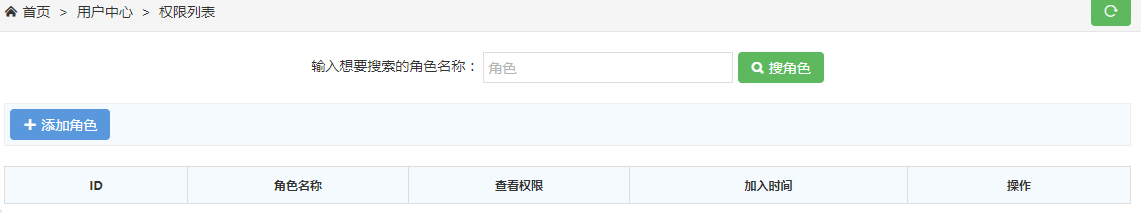 首页 > 用户中心 > 权限列表
输入想要搜索的角色名称： 角色 搜角色
添加角色
ID 角色名称 查看权限 加入时间 操作